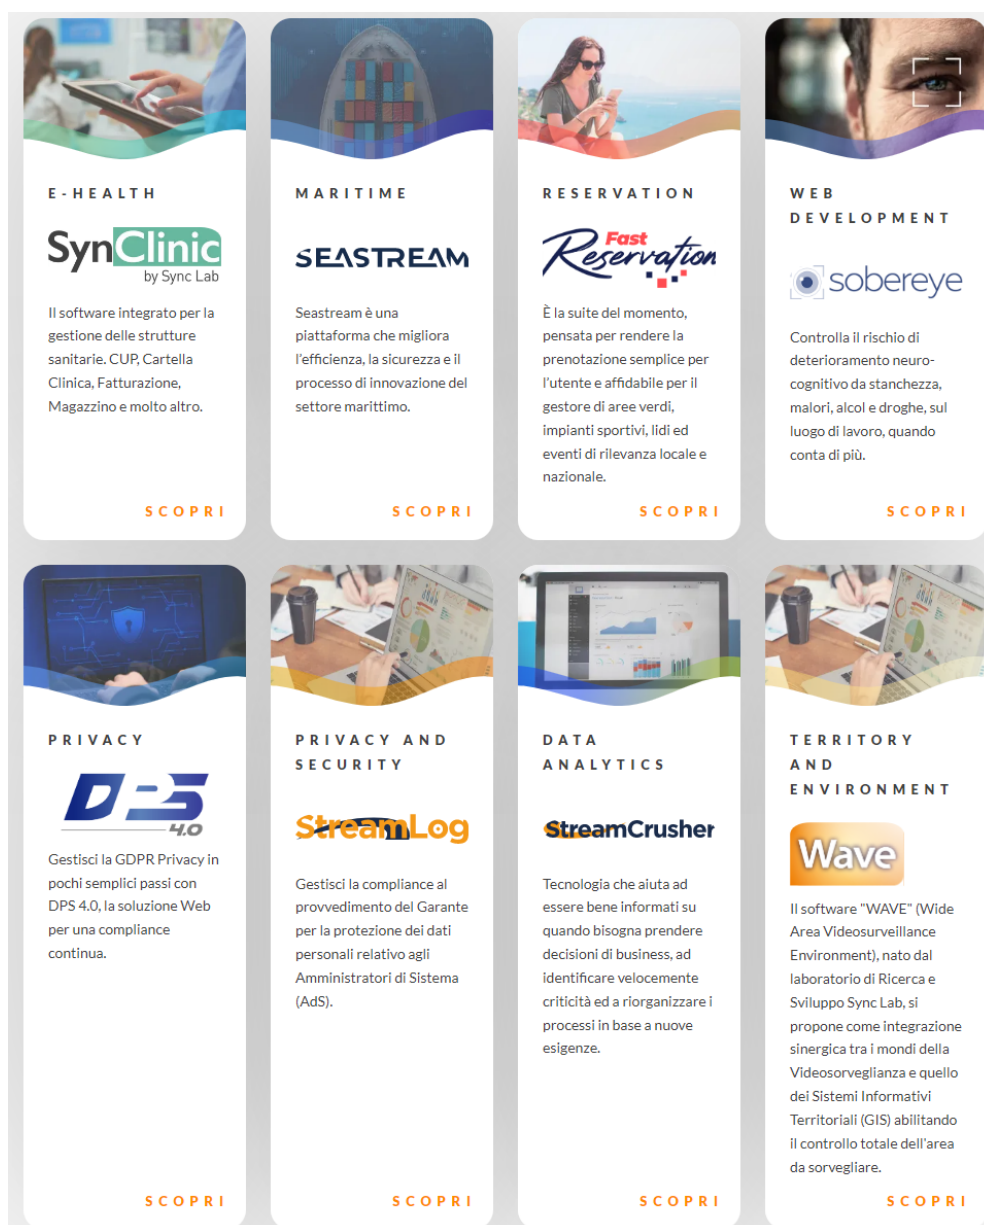 E-HEALTH
SynClinic
by Sync Lab
Il software integrato per la
gestione delle strutture
sanitarie. CUP, Cartella
Clinica, Fatturazione,
Magazzino e molto altro.
SCOPRI
MARITIME
SEASTREAM
Seastream è una
piattaforma che migliora
l'efficienza, la sicurezza e il
processo di innovazione del
settore marittimo.
SCOPRI
RESERVATION
Fast
Reservation
È la suite del momento,
pensata per rendere la
prenotazione semplice per
l'utente e affidabile per il
gestore di aree verdi,
impianti sportivi, lidi ed
eventi di rilevanza locale e
nazionale.
SCOPRI
WEB
DEVELOPMENT
sobereye
Controlla il rischio di
deterioramento neuro-
cognitivo da stanchezza,
malori, alcol e droghe, sul
luogo di lavoro, quando
conta di più.
SCOPRI
PRIVACY
DPS
4.0
Gestisci la GDPR Privacy in
pochi semplici passi con
DPS 4.0, la soluzione Web
per una compliance
continua.
SCOPRI
PRIVACY AND
SECURITY
StreamLog
Gestisci la compliance al
provvedimento del Garante
per la protezione dei dati
personali relativo agli
Amministratori di Sistema
(AdS).
SCOPRI
DATA
ANALYTICS
StreamCrusher
Tecnologia che aiuta ad
essere bene informati su
quando bisogna prendere
decisioni di business, ad
identificare velocemente
criticità ed a riorganizzare i
processi in base a nuove
esigenze.
SCOPRI
TERRITORY
AND
ENVIRONMENT
Wave
Il software "WAVE" (Wide
Area Videosurveillance
Environment), nato dal
laboratorio di Ricerca e
Sviluppo Sync Lab, si
propone come integrazione
sinergica tra i mondi della
Videosorveglianza e quello
dei Sistemi Informativi
Territoriali (GIS) abilitando
il controllo totale dell'area
da sorvegliare.
SCOPRI